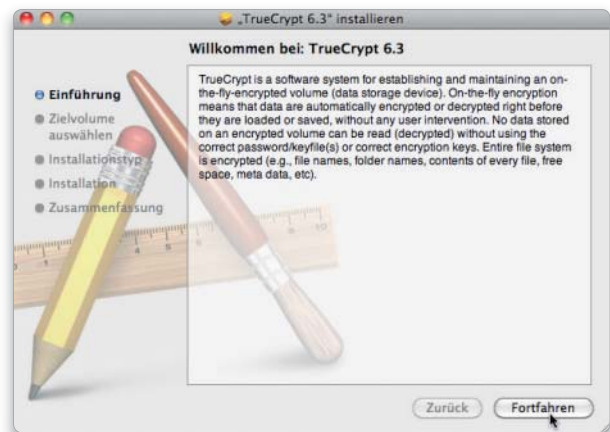 „TrueCrypt 6.3“ installieren
Willkommen bei: TrueCrypt 6.3
Einführung
Zielvolume
auswählen
Installationstyp
Installation
Zusammenfassung
TrueCrypt is a software system for establishing and maintaining an on-
the-fly-encrypted volume (data storage device). On-the-fly encryption
means that data are automatically encrypted or decrypted right before
they are loaded or saved, without any user intervention. No data stored
on an encrypted volume can be read (decrypted) without using the
correct password/keyfile(s) or correct encryption keys. Entire file system
is encrypted (e.g., file names, folder names, contents of every file, free
space, meta data, etc).
Zurück
Fortfahren